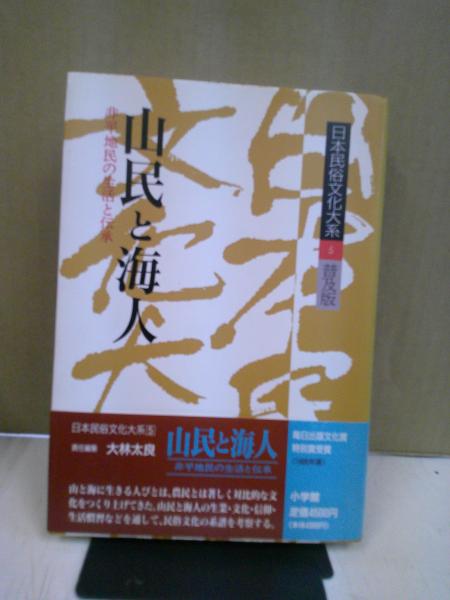 日本民俗文化大系
5
普及版
山民と海人
非平地民の生活と伝承
日本民俗文化大系5
責任編集 大林太良
山民と海人
非平地民の生活と伝承
山と海に生きる人びとは、農民とは著しく対比的な文
化をつくり上げてきた。山民と海人の生業・文化・信仰・
生活慣習などを通して、民俗文化の系譜を考察する。
毎日出版文化賞
特別賞受賞
小学館
定価4500円